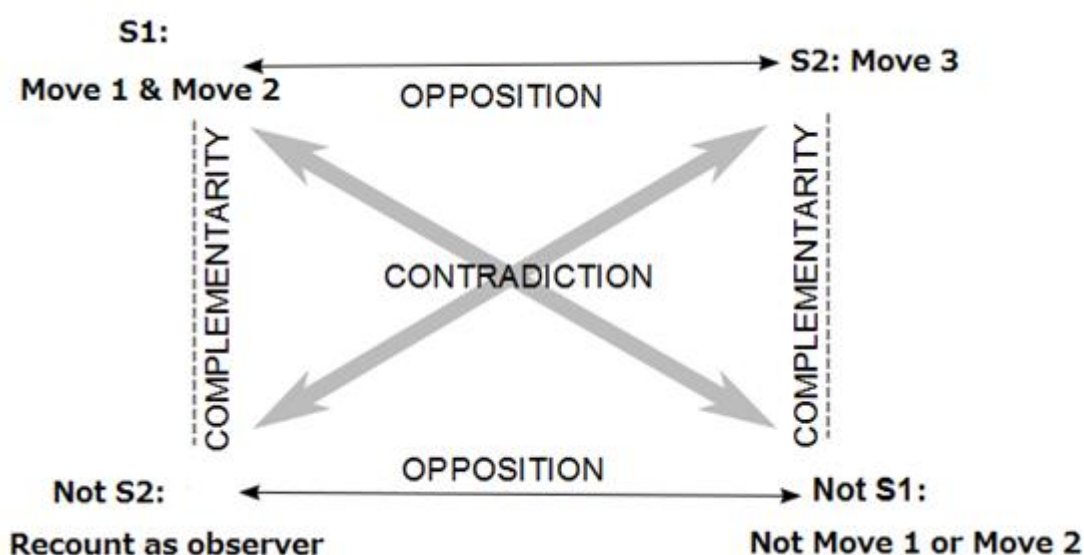 S1:
Move 1 & Move 2
S2: Move 3
OPPOSITION
COMPLEMENTARITY
CONTRADICTION
COMPLEMENTARITY
OPPOSITION
Not S2:
Recount as observer
Not S1:
Not Move 1 or Move 2